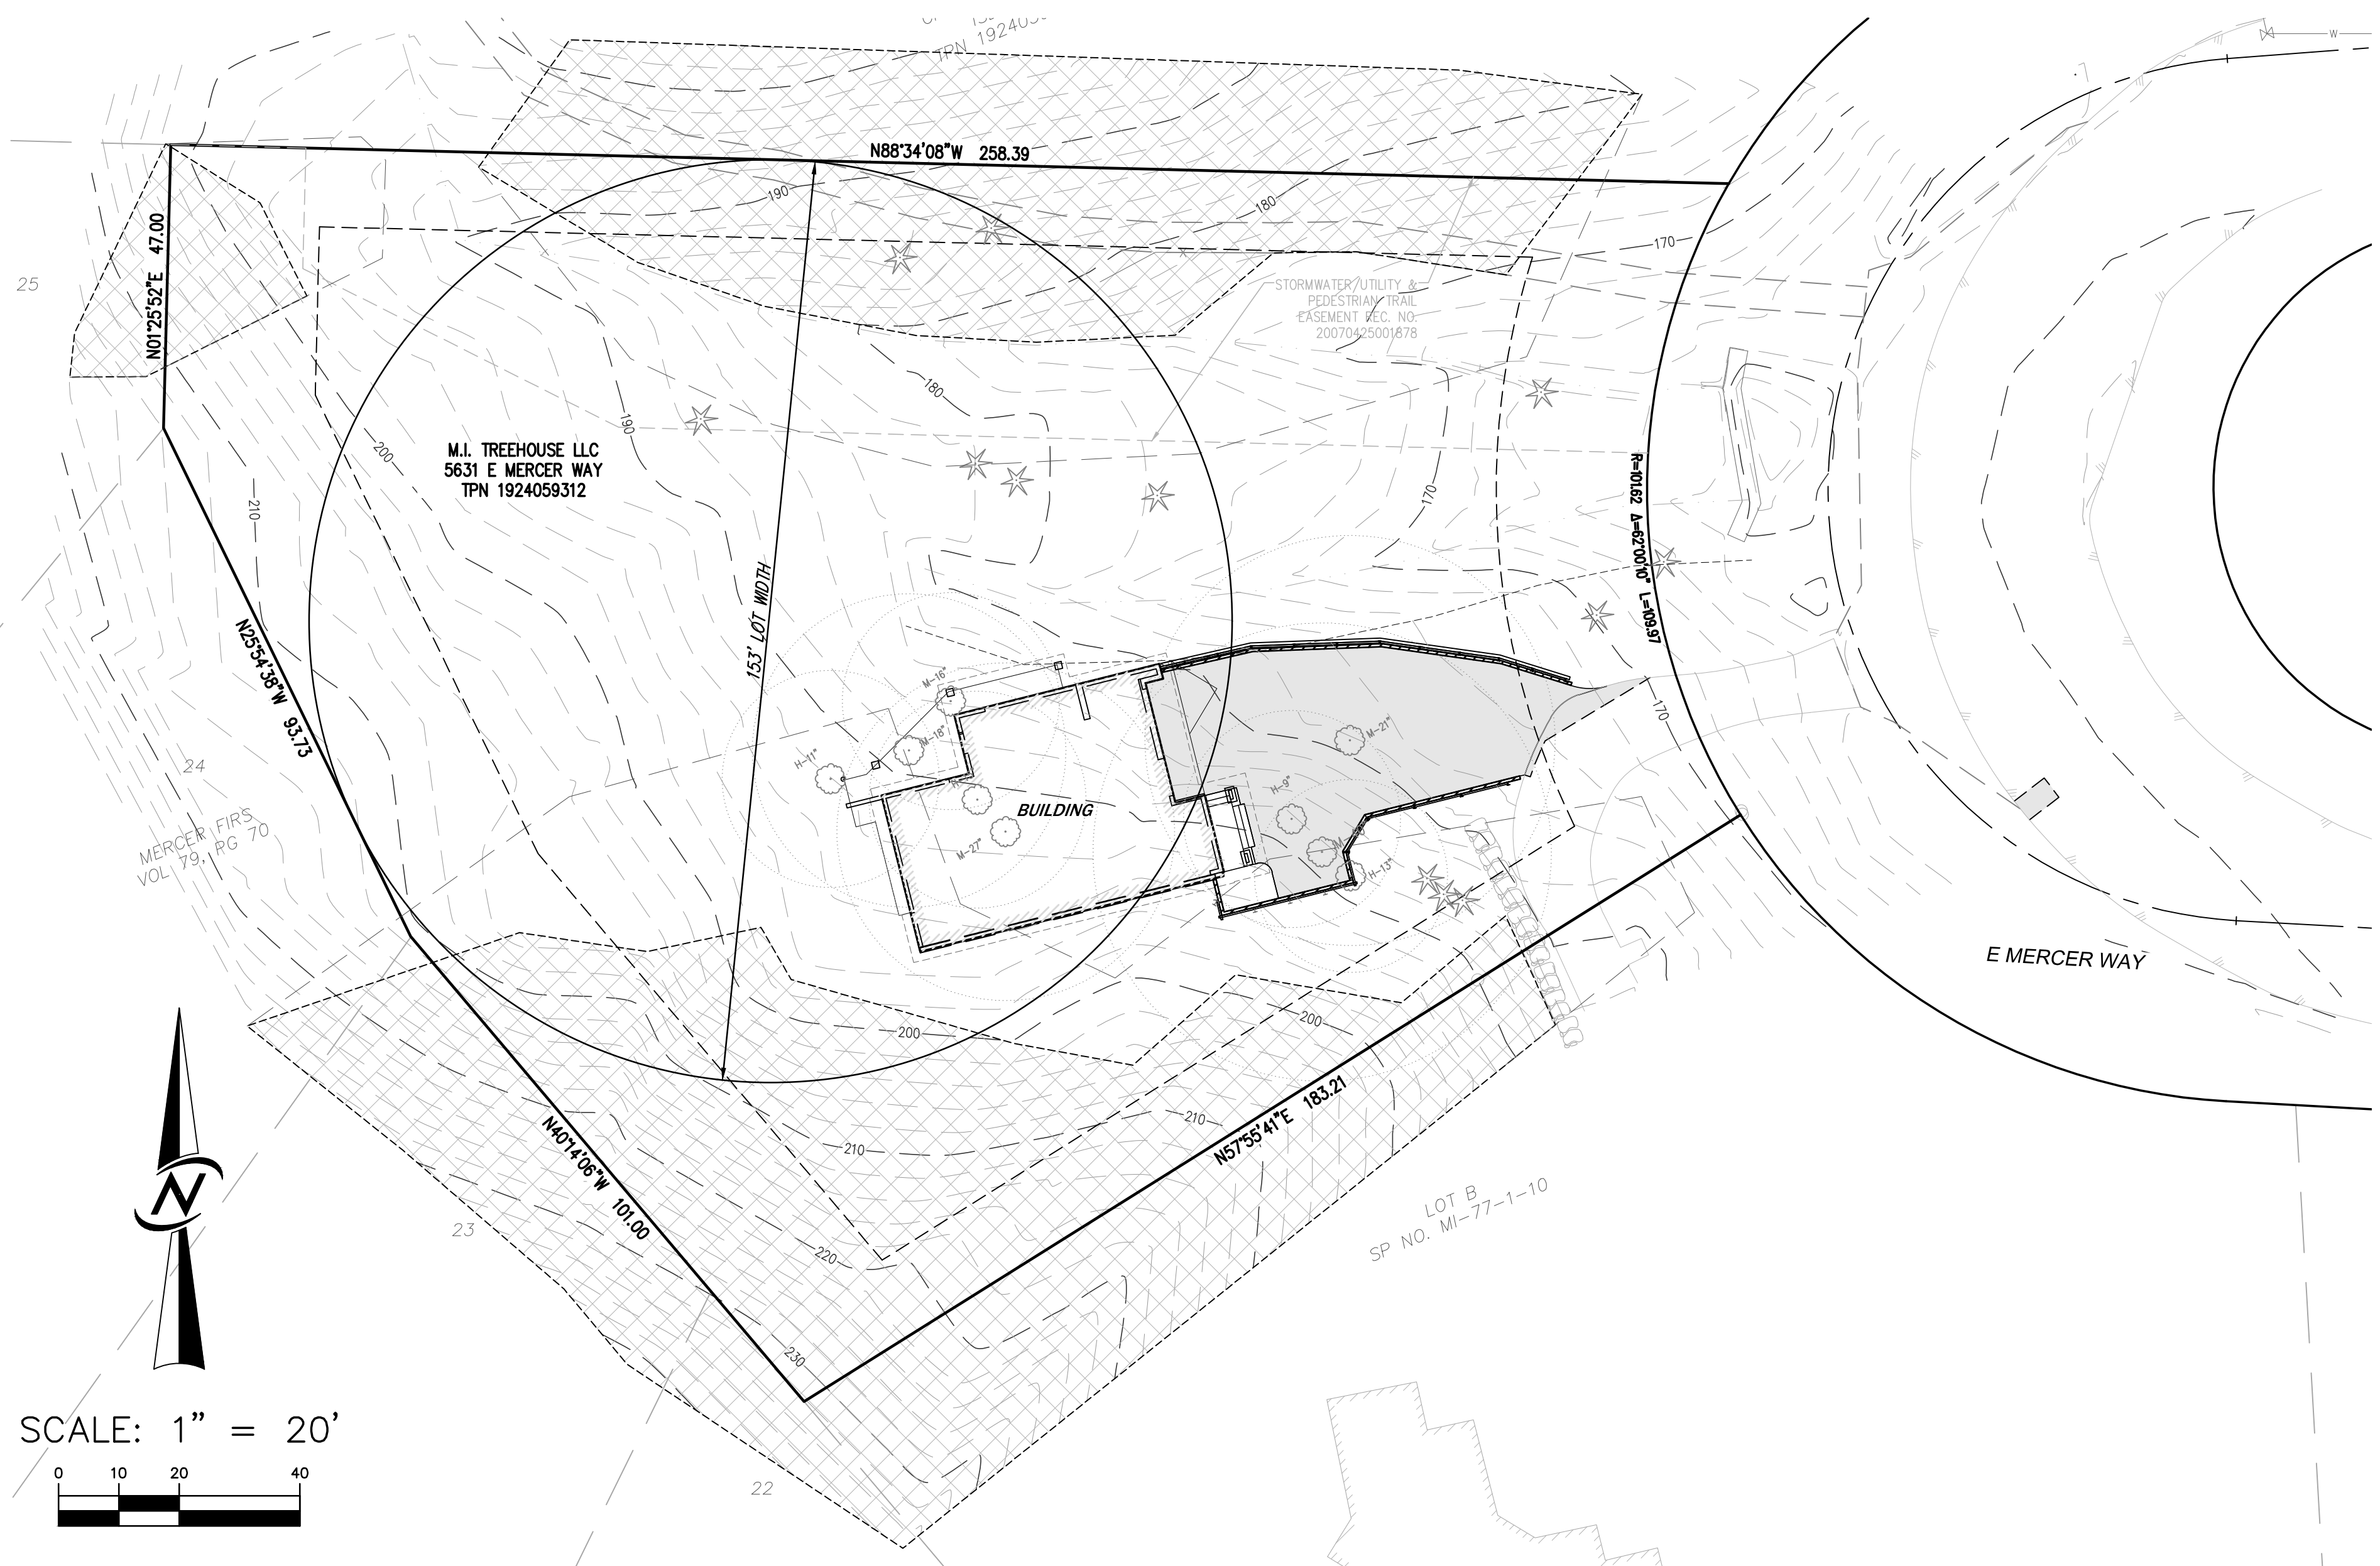 TPN 192405
W
N88°34'08"W 258.39
190
180
170
N01°25'52"E 47.00
25
STORMWATER/UTILITY &
PEDESTRIAN TRAIL
EASEMENT REC. NO.
20070425001878
180
190
200
M.I. TREEHOUSE LLC
5631 E MERCER WAY
TPN 1924059312
210
170
R=101.62 Δ=62°00'10" L=109.97
153' LOT WIDTH
N25°54'38"W 93.73
M-16"
M-18"
H-11"
M-21"
170
24
H-9"
BUILDING
MERCER FIRS
VOL 79, PG 70
M-27"
H-13"
E MERCER WAY
200
200
210
210
N57°55'41"E 183.21
N40°14'06"W 101.00
LOT B
SP NO. MI-77-1-10
N
23
220
230
SCALE: 1" = 20'
0 10 20 40
22